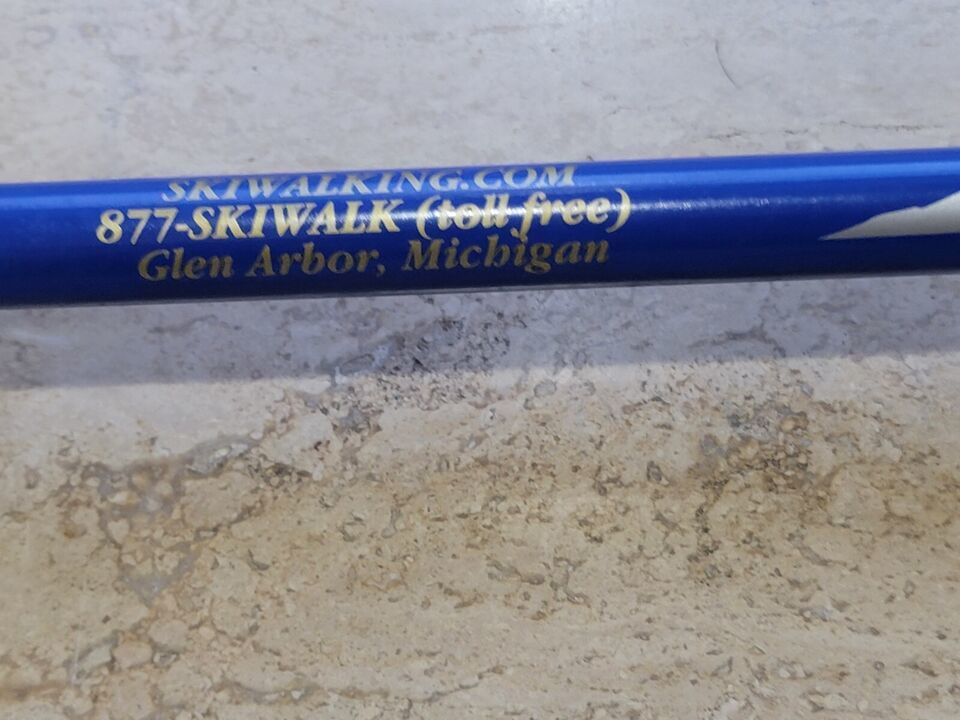 SKIWALKING.COM
877-SKIWALK (toll free)
Glen Arbor, Michigan